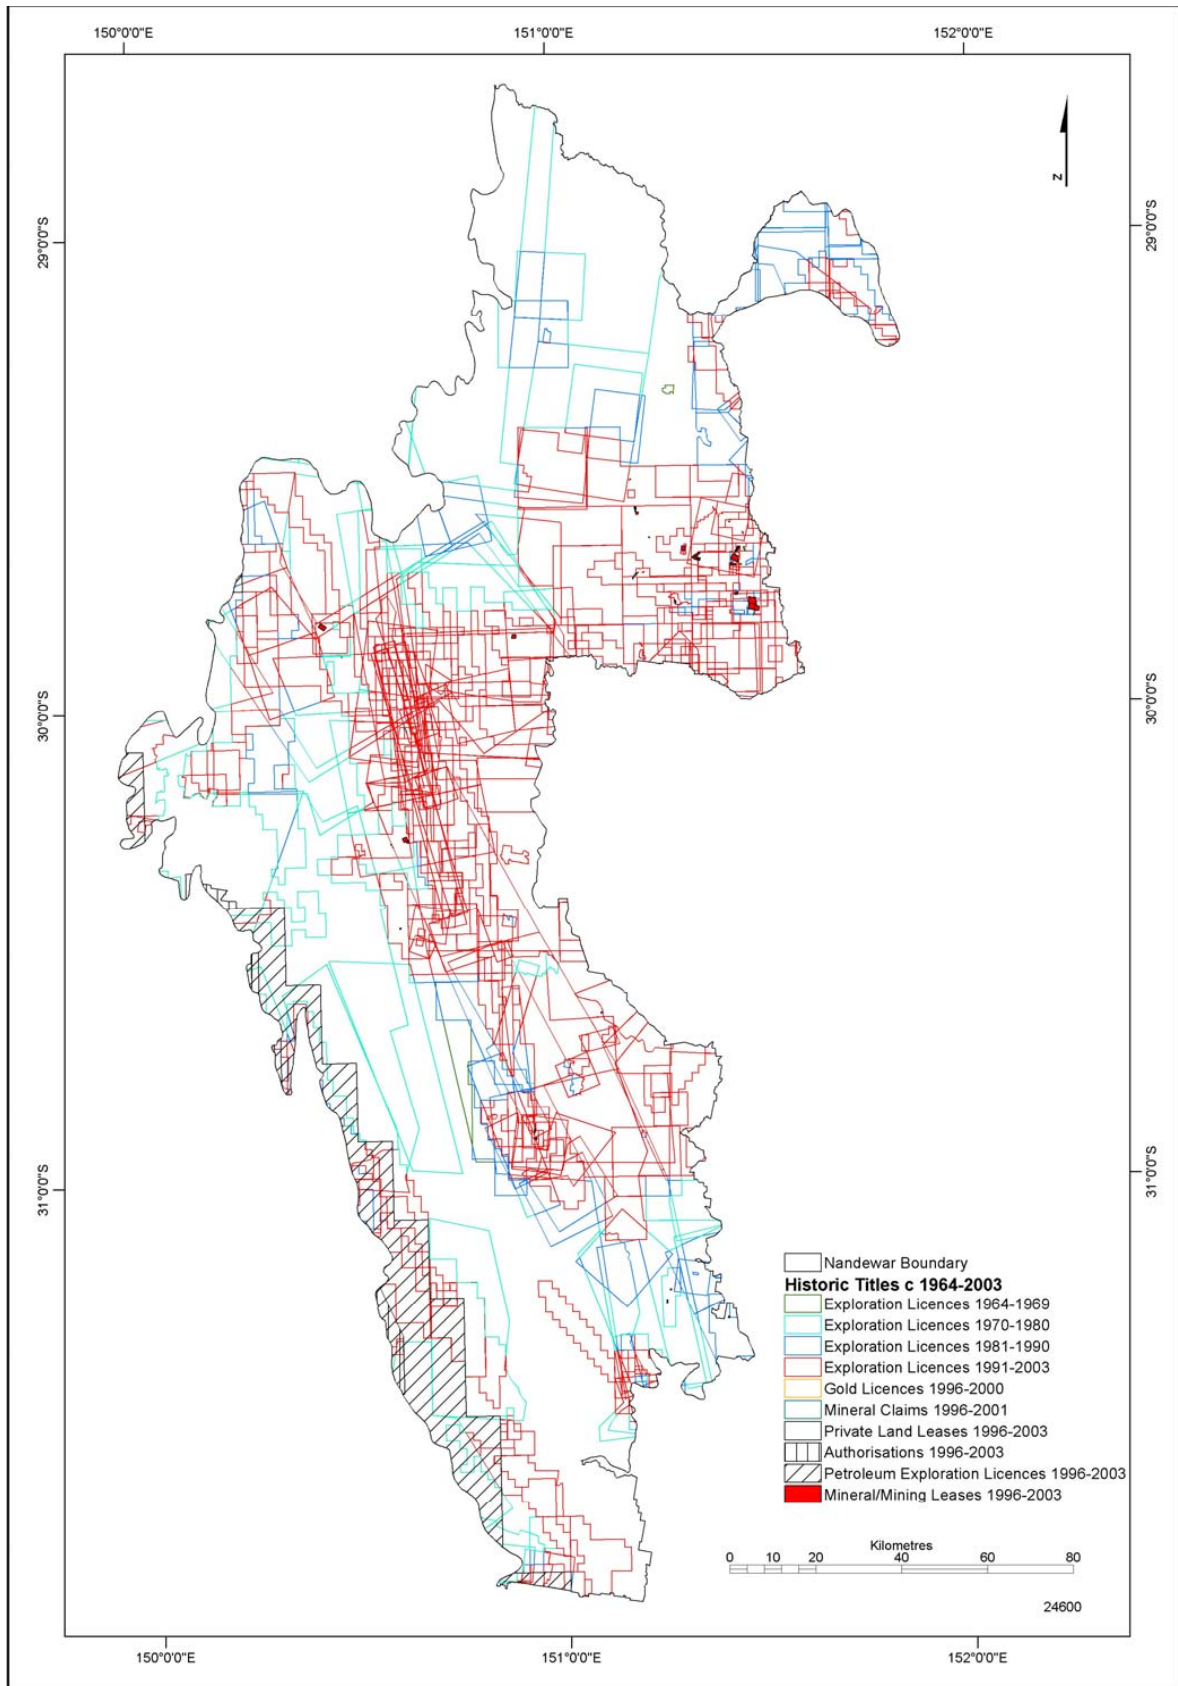 150°0'0"E
151°0'0"E
152°0'0"E
N
29°0'0"S
29°0'0"S
30°0'0"S
30°0'0"S
31°0'0"S
31°0'0"S
Nandewar Boundary
Historic Titles c 1964-2003
Exploration Licences 1964-1969
Exploration Licences 1970-1980
Exploration Licences 1981-1990
Exploration Licences 1991-2003
Gold Licences 1996-2000
Mineral Claims 1996-2001
Private Land Leases 1996-2003
Authorisations 1996-2003
Petroleum Exploration Licences 1996-2003
Mineral/Mining Leases 1996-2003
Kilometres
0 10 20 40 60 80
24600
150°0'0"E
151°0'0"E
152°0'0"E